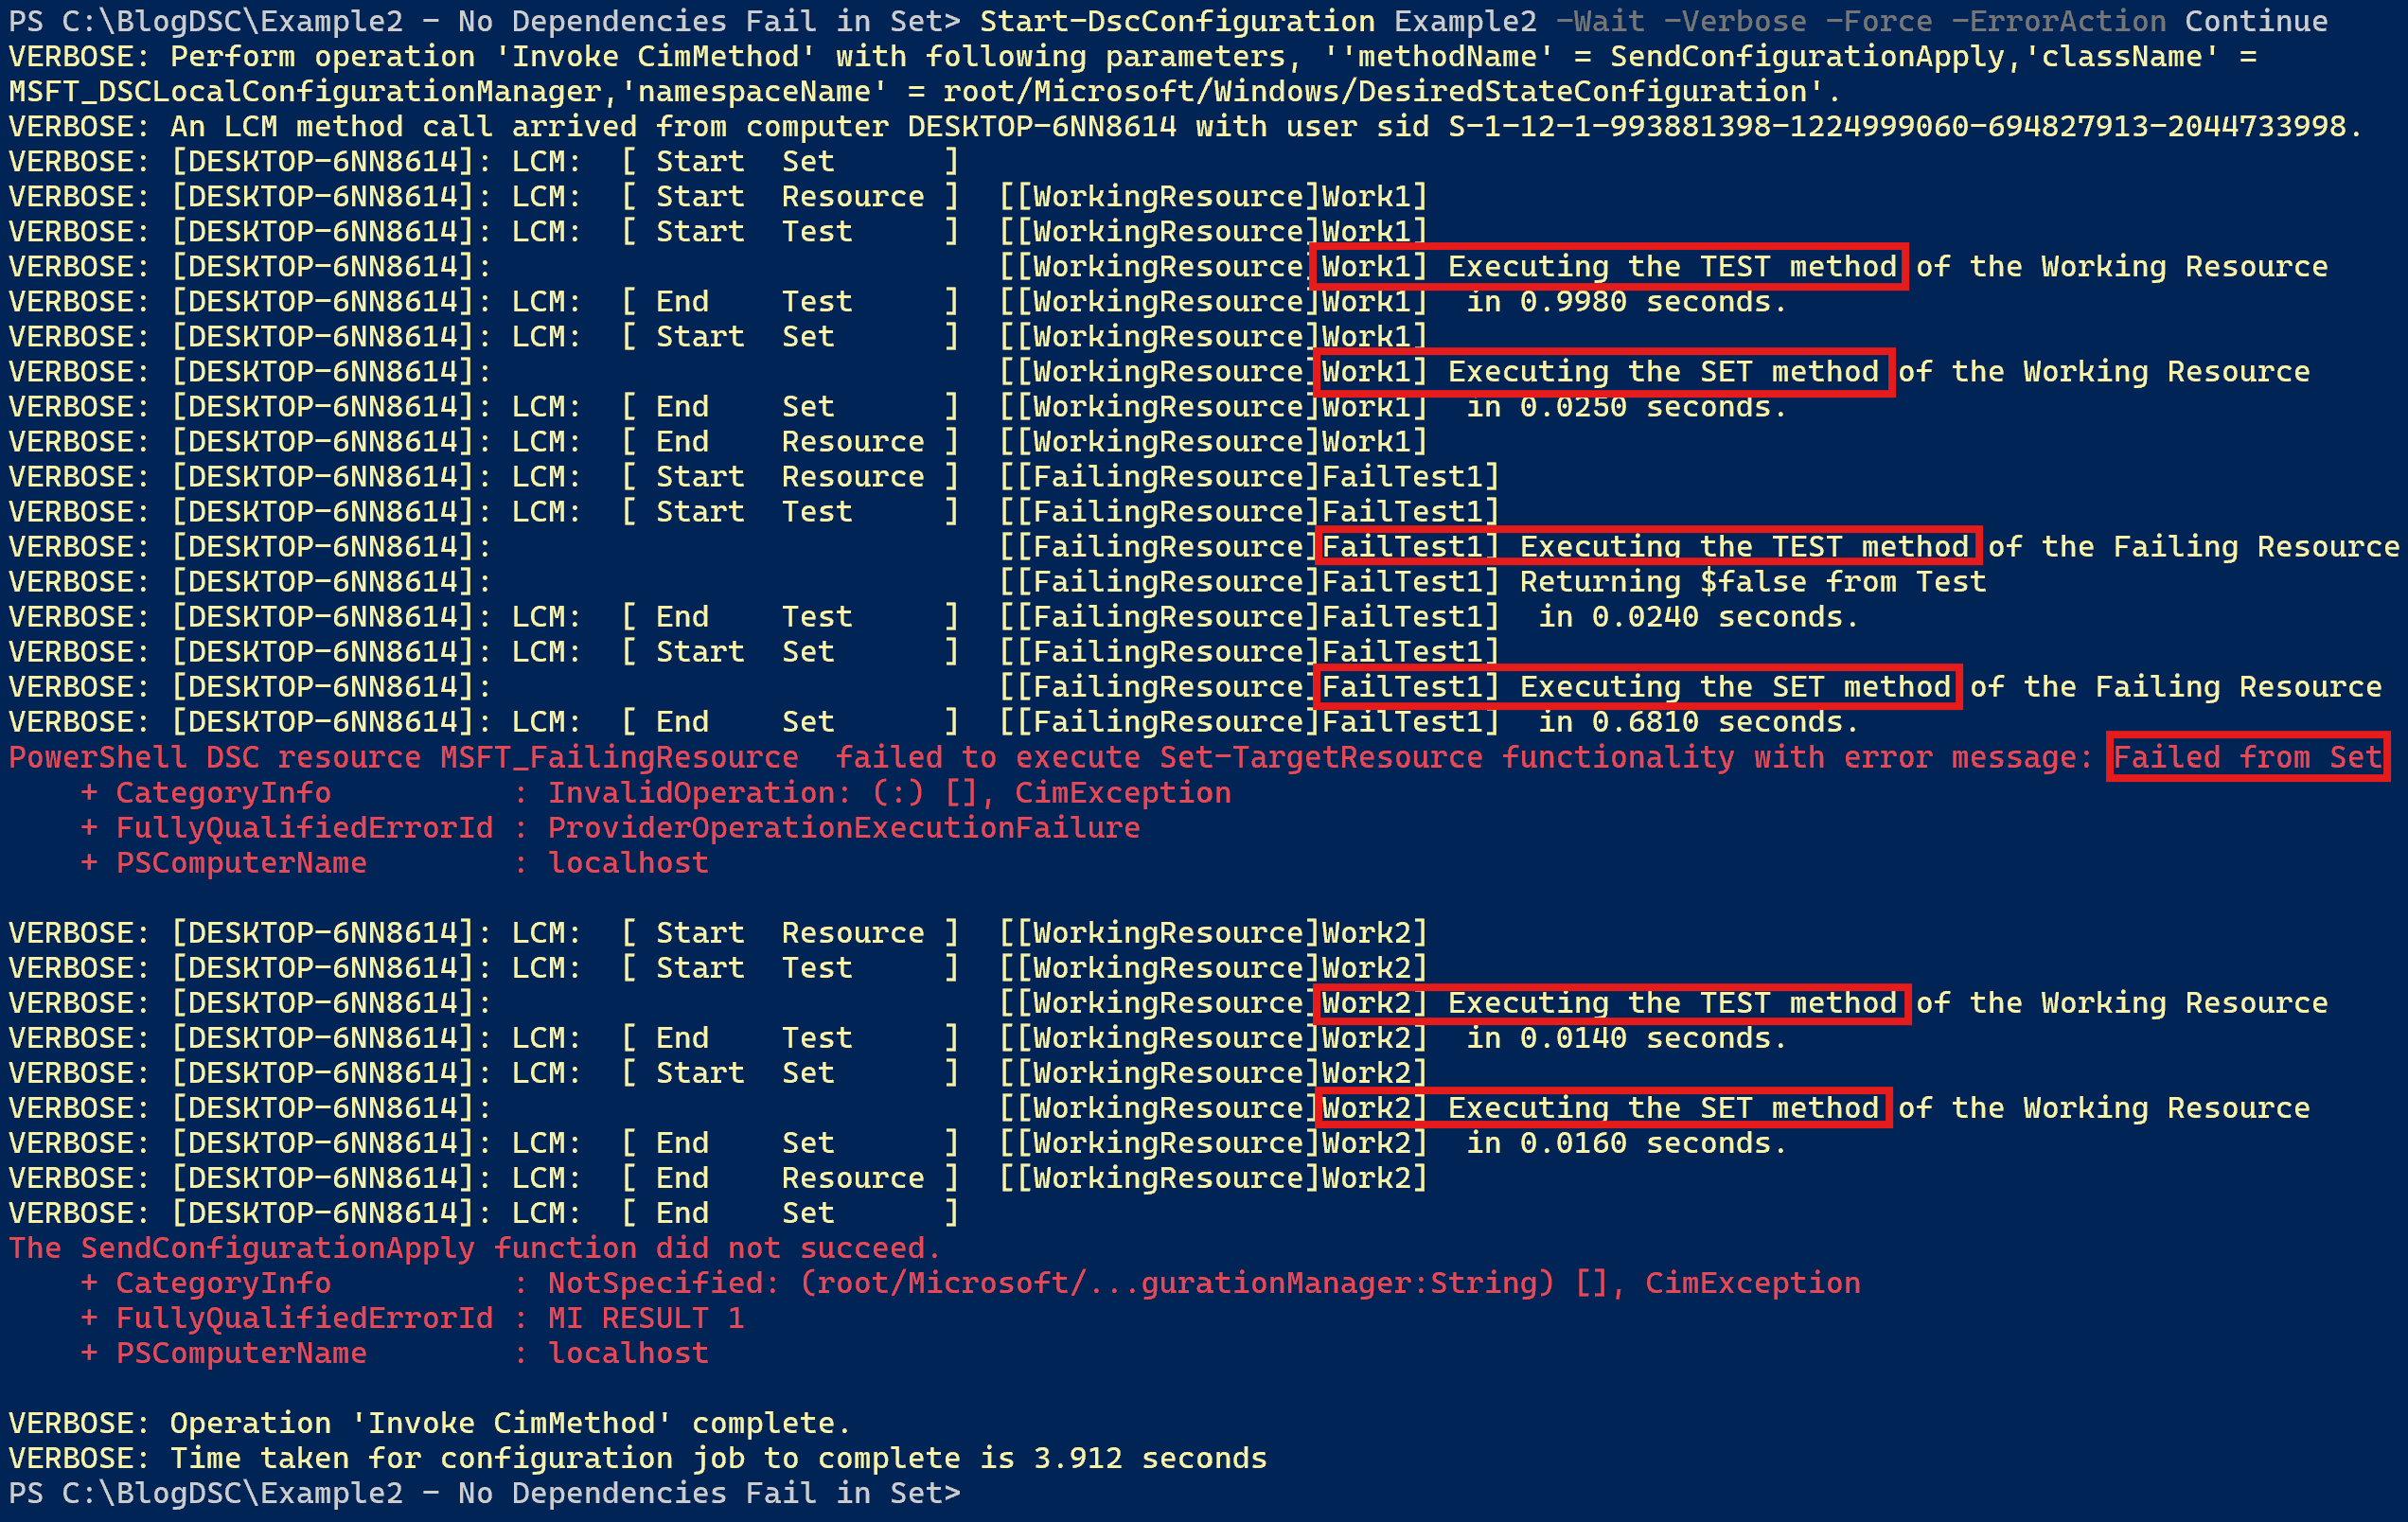 PS C:\BlogDSC\Example2 - No Dependencies Fail in Set> Start-DscConfiguration Example2 -Wait -Verbose -Force -ErrorAction Continue
VERBOSE: Perform operation 'Invoke CimMethod' with following parameters, ''methodName' = SendConfigurationApply,'className' =
MSFT_DSCLocalConfigurationManager,'namespaceName' = root/Microsoft/Windows/DesiredStateConfiguration'.
VERBOSE: An LCM method call arrived from computer DESKTOP-6NN8614 with user sid S-1-12-1-993881398-1224999060-694827913-2044733998.
VERBOSE: [DESKTOP-6NN8614]: LCM:  [ Start  Set      ]
VERBOSE: [DESKTOP-6NN8614]: LCM:  [ Start  Resource ]  [[WorkingResource]Work1]
VERBOSE: [DESKTOP-6NN8614]: LCM:  [ Start  Test     ]  [[WorkingResource]Work1]
VERBOSE: [DESKTOP-6NN8614]:                            [[WorkingResource]Work1] Executing the TEST method of the Working Resource
VERBOSE: [DESKTOP-6NN8614]: LCM:  [ End    Test     ]  [[WorkingResource]Work1]  in 0.9980 seconds.
VERBOSE: [DESKTOP-6NN8614]: LCM:  [ Start  Set      ]  [[WorkingResource]Work1]
VERBOSE: [DESKTOP-6NN8614]:                            [[WorkingResource]Work1] Executing the SET method of the Working Resource
VERBOSE: [DESKTOP-6NN8614]: LCM:  [ End    Set      ]  [[WorkingResource]Work1]  in 0.0250 seconds.
VERBOSE: [DESKTOP-6NN8614]: LCM:  [ End    Resource ]  [[WorkingResource]Work1]
VERBOSE: [DESKTOP-6NN8614]: LCM:  [ Start  Resource ]  [[FailingResource]FailTest1]
VERBOSE: [DESKTOP-6NN8614]: LCM:  [ Start  Test     ]  [[FailingResource]FailTest1]
VERBOSE: [DESKTOP-6NN8614]:                            [[FailingResource]FailTest1] Executing the TEST method of the Failing Resource
VERBOSE: [DESKTOP-6NN8614]:                            [[FailingResource]FailTest1] Returning $false from Test
VERBOSE: [DESKTOP-6NN8614]: LCM:  [ End    Test     ]  [[FailingResource]FailTest1]  in 0.0240 seconds.
VERBOSE: [DESKTOP-6NN8614]: LCM:  [ Start  Set      ]  [[FailingResource]FailTest1]
VERBOSE: [DESKTOP-6NN8614]:                            [[FailingResource]FailTest1] Executing the SET method of the Failing Resource
VERBOSE: [DESKTOP-6NN8614]: LCM:  [ End    Set      ]  [[FailingResource]FailTest1]  in 0.6810 seconds.
PowerShell DSC resource MSFT_FailingResource  failed to execute Set-TargetResource functionality with error message: Failed from Set
    + CategoryInfo          : InvalidOperation: (:) [], CimException
    + FullyQualifiedErrorId : ProviderOperationExecutionFailure
    + PSComputerName        : localhost
VERBOSE: [DESKTOP-6NN8614]: LCM:  [ Start  Resource ]  [[WorkingResource]Work2]
VERBOSE: [DESKTOP-6NN8614]: LCM:  [ Start  Test     ]  [[WorkingResource]Work2]
VERBOSE: [DESKTOP-6NN8614]:                            [[WorkingResource]Work2] Executing the TEST method of the Working Resource
VERBOSE: [DESKTOP-6NN8614]: LCM:  [ End    Test     ]  [[WorkingResource]Work2]  in 0.0140 seconds.
VERBOSE: [DESKTOP-6NN8614]: LCM:  [ Start  Set      ]  [[WorkingResource]Work2]
VERBOSE: [DESKTOP-6NN8614]:                            [[WorkingResource]Work2] Executing the SET method of the Working Resource
VERBOSE: [DESKTOP-6NN8614]: LCM:  [ End    Set      ]  [[WorkingResource]Work2]  in 0.0160 seconds.
VERBOSE: [DESKTOP-6NN8614]: LCM:  [ End    Resource ]  [[WorkingResource]Work2]
VERBOSE: [DESKTOP-6NN8614]: LCM:  [ End    Set      ]
The SendConfigurationApply function did not succeed.
    + CategoryInfo          : NotSpecified: (root/Microsoft/...gurationManager:String) [], CimException
    + FullyQualifiedErrorId : MI RESULT 1
    + PSComputerName        : localhost
VERBOSE: Operation 'Invoke CimMethod' complete.
VERBOSE: Time taken for configuration job to complete is 3.912 seconds
PS C:\BlogDSC\Example2 - No Dependencies Fail in Set>